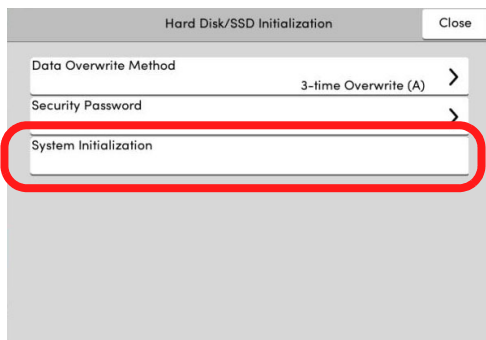 Hard Disk/SSD Initialization
Close
Data Overwrite Method
3-time Overwrite (A)
Security Password
System Initialization